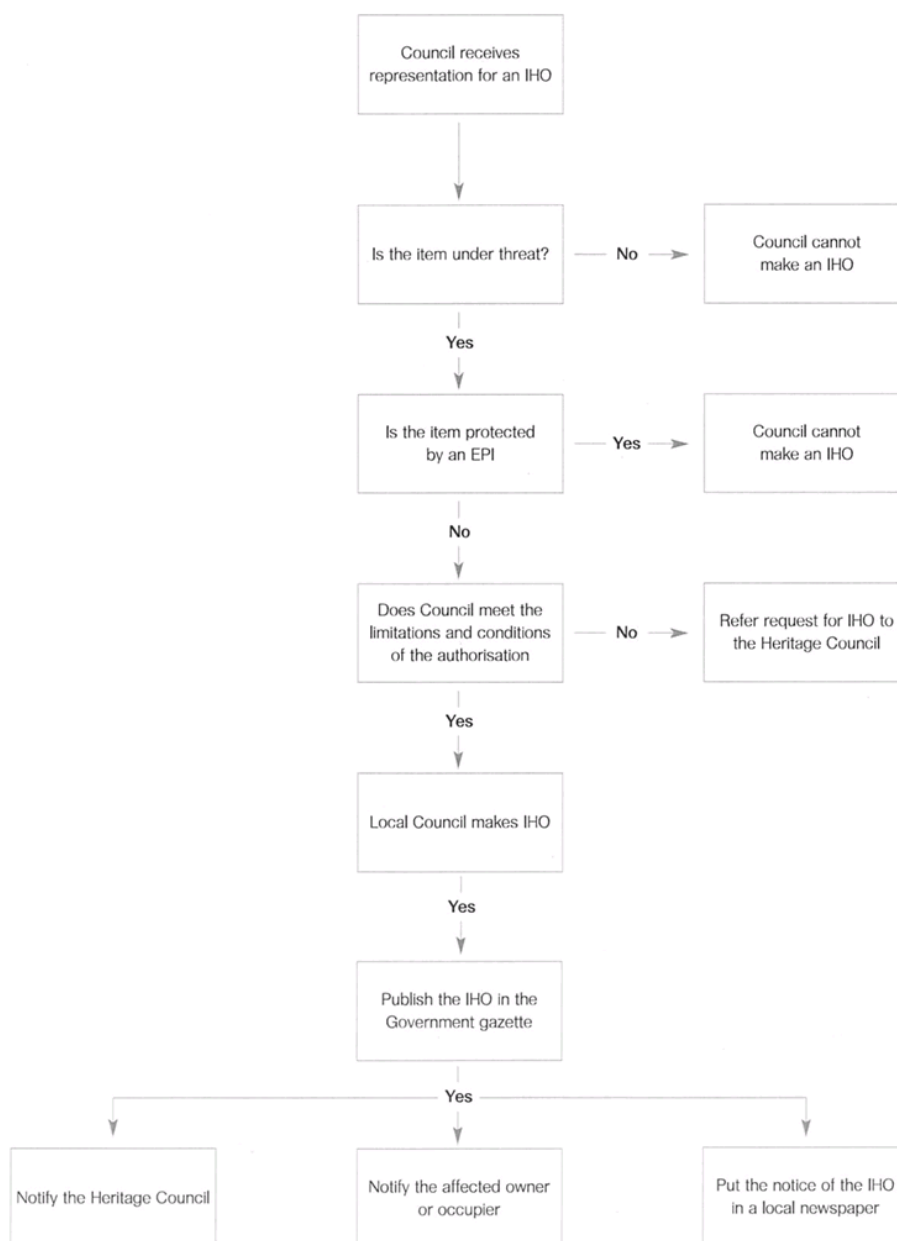 Council receives
representation for an IHO
Is the item under threat?
No
Council cannot
make an IHO
Yes
Is the item protected
by an EPI
Yes
Council cannot
make an IHO
No
Does Council meet the
limitations and conditions
of the authorisation
No
Refer request for IHO to
the Heritage Council
Yes
Local Council makes IHO
Yes
Publish the IHO in the
Government gazette
Yes
Notify the Heritage Council
Notify the affected owner
or occupier
Put the notice of the IHO
in a local newspaper